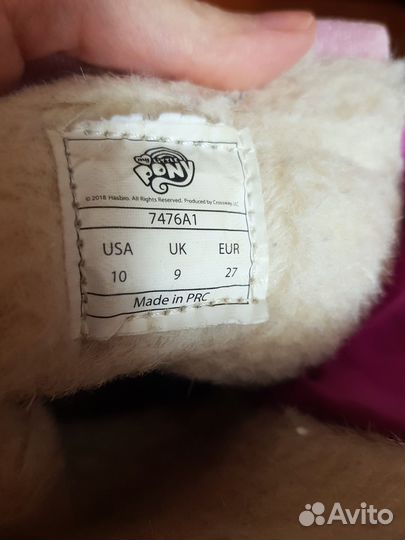 my LITTLE
PONY
© 2018 Hasbro. All Rights Reserved. Produced by Crossway LLC
7476A1
USA UK EUR
10 9 27
Made in PRC
Avito